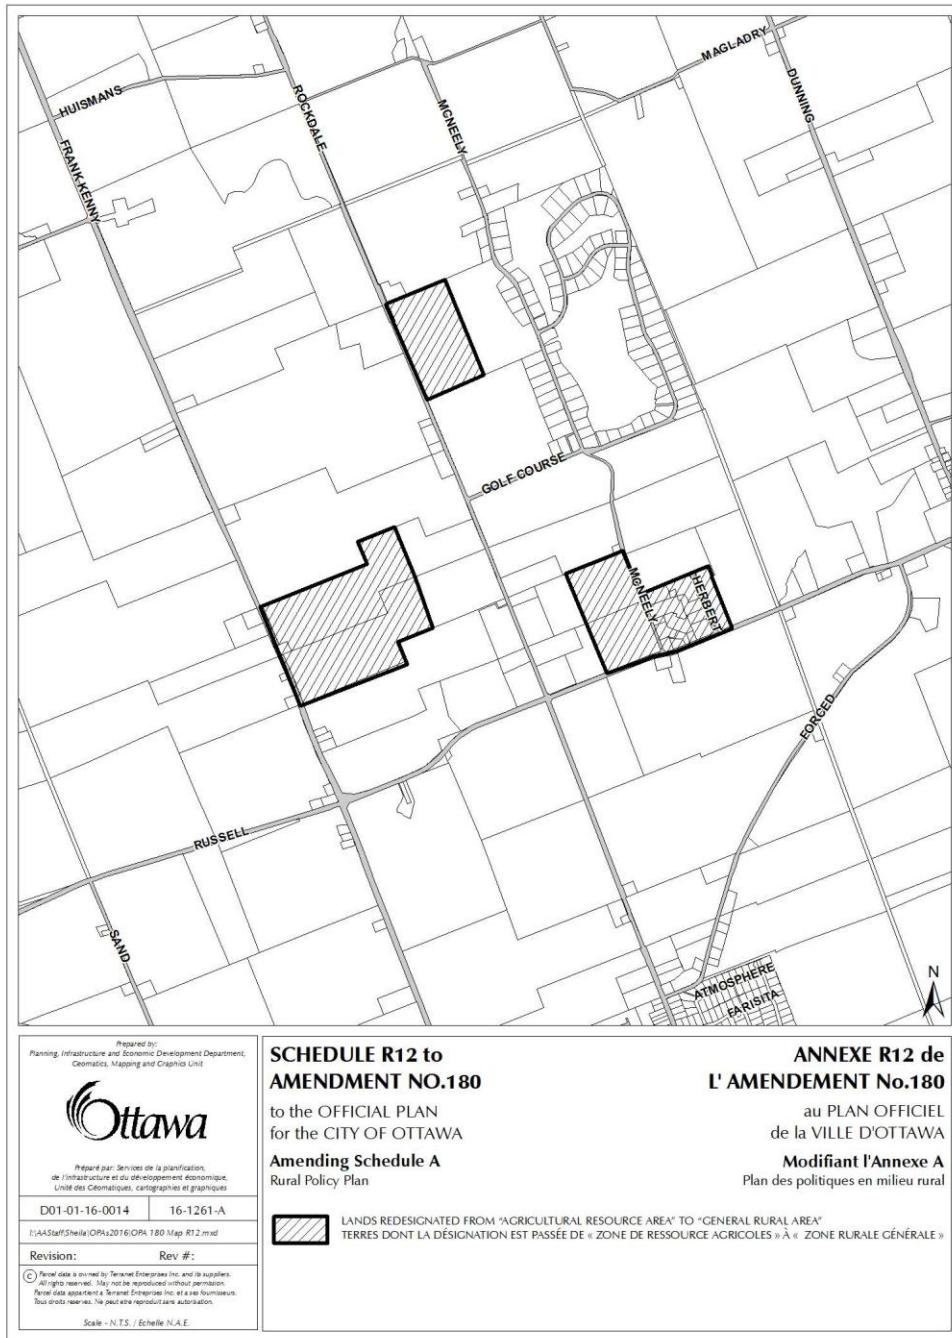 MAGLADRY
HUISMANS
ROCKDALE
MCNEELY
DUNNING
FRANK KENNY
GOLF COURSE
MCNEELY
HERBERT
FORCED
RUSSELL
SAND
ATMOSPHERE
FARISITA
N
Prepared by:
Planning, Infrastructure and Economic Development Department,
Geomatics, Mapping and Graphics Unit
Ottawa
Préparé par: Services de la planification,
de l'infrastructure et du développement économique,
Unité des Géomatiques, cartographies et graphiques
D01-01-16-0014 16-1261-A
I:\AAStaff\Sheila\OPAs2016\OPA 180 Map R12.mxd
Revision: Rev #:
© Parcel data is owned by Teranet Enterprises Inc. and its suppliers.
All rights reserved. May not be reproduced without permission.
Parcel data appartient à Teranet Entreprises Inc. et a ses fournisseurs.
Tous droits reserves. Ne peut etre reproduit sans autorisation.
Scale - N.T.S. / Echelle N.A.E.
SCHEDULE R12 to
AMENDMENT NO.180
to the OFFICIAL PLAN
for the CITY OF OTTAWA
Amending Schedule A
Rural Policy Plan
ANNEXE R12 de
L' AMENDEMENT No.180
au PLAN OFFICIEL
de la VILLE D'OTTAWA
Modifiant l'Annexe A
Plan des politiques en milieu rural
LANDS REDESIGNATED FROM "AGRICULTURAL RESOURCE AREA" TO "GENERAL RURAL AREA"
TERRES DONT LA DÉSIGNATION EST PASSÉE DE « ZONE DE RESSOURCE AGRICOLES » À « ZONE RURALE GÉNÉRALE »